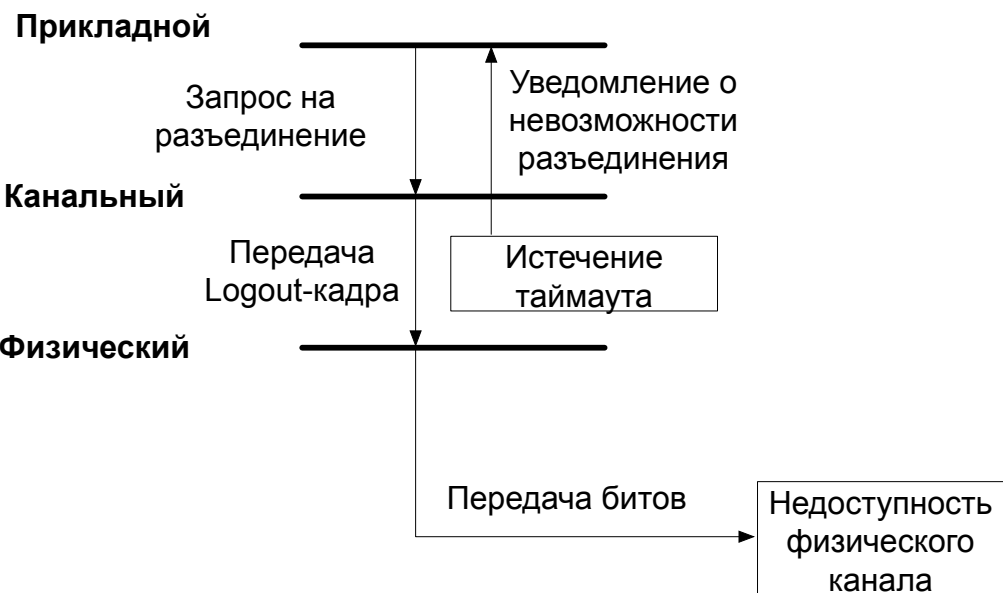 Прикладной
Запрос на
разъединение
Уведомление о
невозможности
разъединения
Канальный
Передача
Logout-кадра
Истечение
таймаута
Физический
Передача битов
Недоступность
физического
канала